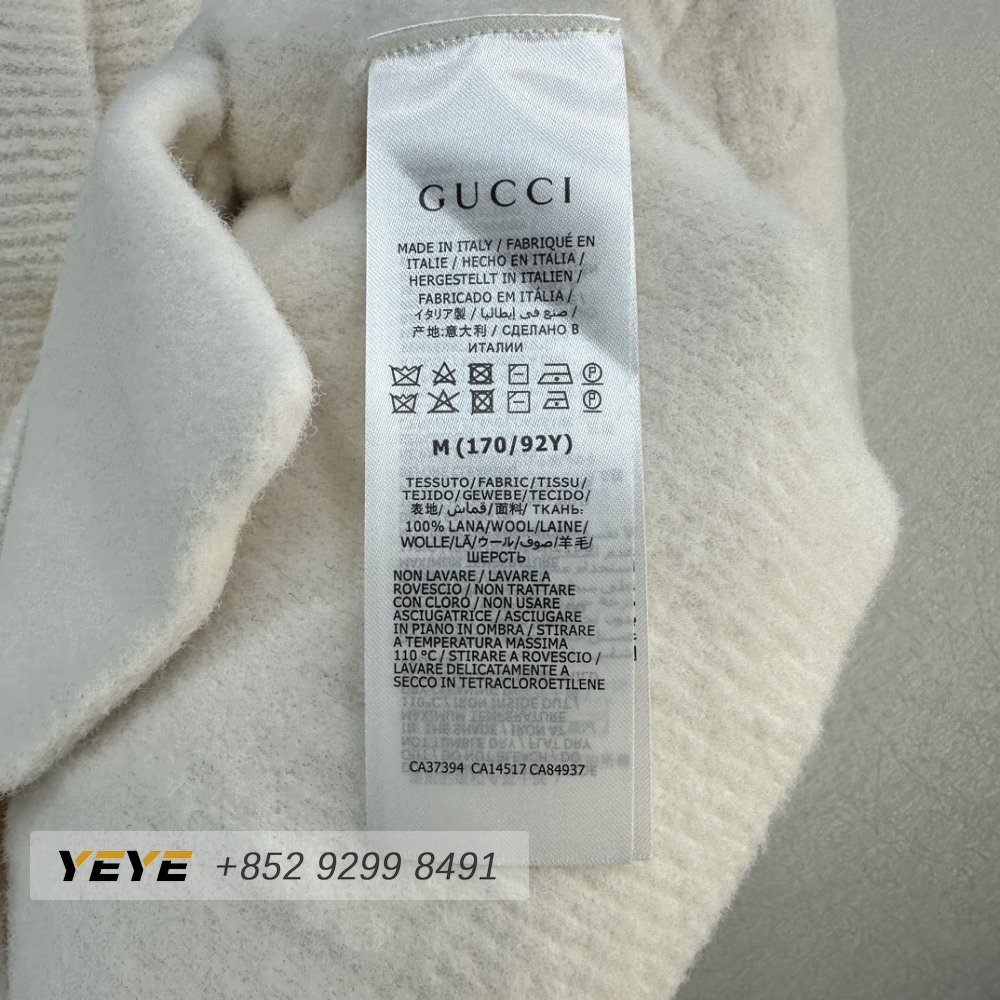 GUCCI
MADE IN ITALY / FABRIQUÉ EN
ITALIE / HECHO EN ITALIA /
HERGESTELLT IN ITALIEN /
FABRICADO EM ITÁLIA /
イタリア製 / صنع في إيطاليا /
产地:意大利 / СДЕЛАНО В
ИТАЛИИ
M (170/92Y)
TESSUTO/FABRIC/TISSU/
TEJIDO/GEWEBE/TECIDO/
表地/قماش/面料/ТКАНЬ:
100% LANA/WOOL/LAINE/
WOLLE/LÃ/ウール/صوف/羊毛/
ШЕРСТЬ
NON LAVARE / LAVARE A
ROVESCIO / NON TRATTARE
CON CLORO / NON USARE
ASCIUGATRICE / ASCIUGARE
IN PIANO IN OMBRA / STIRARE
A TEMPERATURA MASSIMA
110 °C / STIRARE A ROVESCIO /
LAVARE DELICATAMENTE A
SECCO IN TETRACLOROETILENE
CA37394 CA14517 CA84937
YEYE +852 9299 8491